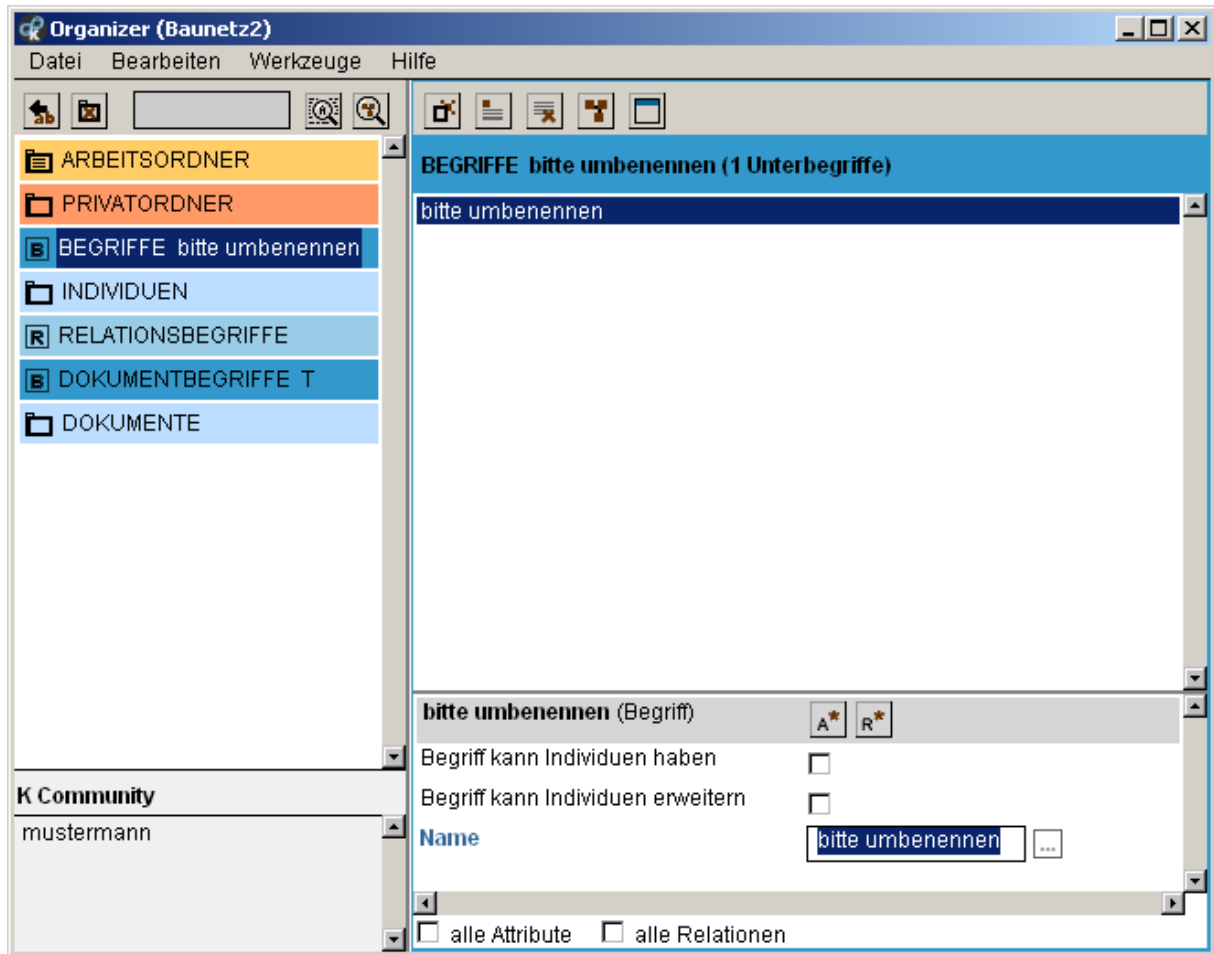 Organizer (Baunetz2)
Datei Bearbeiten Werkzeuge Hilfe
ARBEITSORDNER
PRIVATORDNER
BEGRIFFE bitte umbenennen
INDIVIDUEN
RELATIONSBEGRIFFE
DOKUMENTBEGRIFFE T
DOKUMENTE
K Community
mustermann
BEGRIFFE bitte umbenennen (1 Unterbegriffe)
bitte umbenennen
bitte umbenennen (Begriff) A* R*
Begriff kann Individuen haben
Begriff kann Individuen erweitern
Name bitte umbenennen ...
alle Attribute alle Relationen